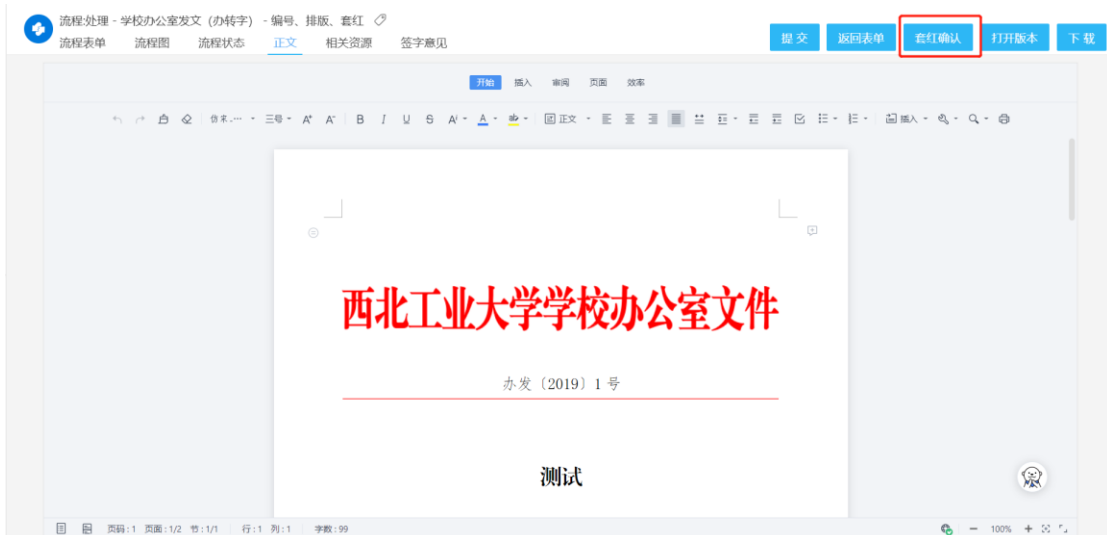 流程:处理 - 学校办公室发文（办转字） - 编号、排版、套红
流程表单 流程图 流程状态 正文 相关资源 签字意见
提 交 返回表单 套红确认 打开版本 下 载
开始 插入 审阅 页面 效率
三号 A⁺ A⁻ B I U S A 正文 插入
西北工业大学学校办公室文件
办发〔2019〕1 号
测试
页码:1 页面:1/2 节:1/1 行:1 列:1 字数:99
100%